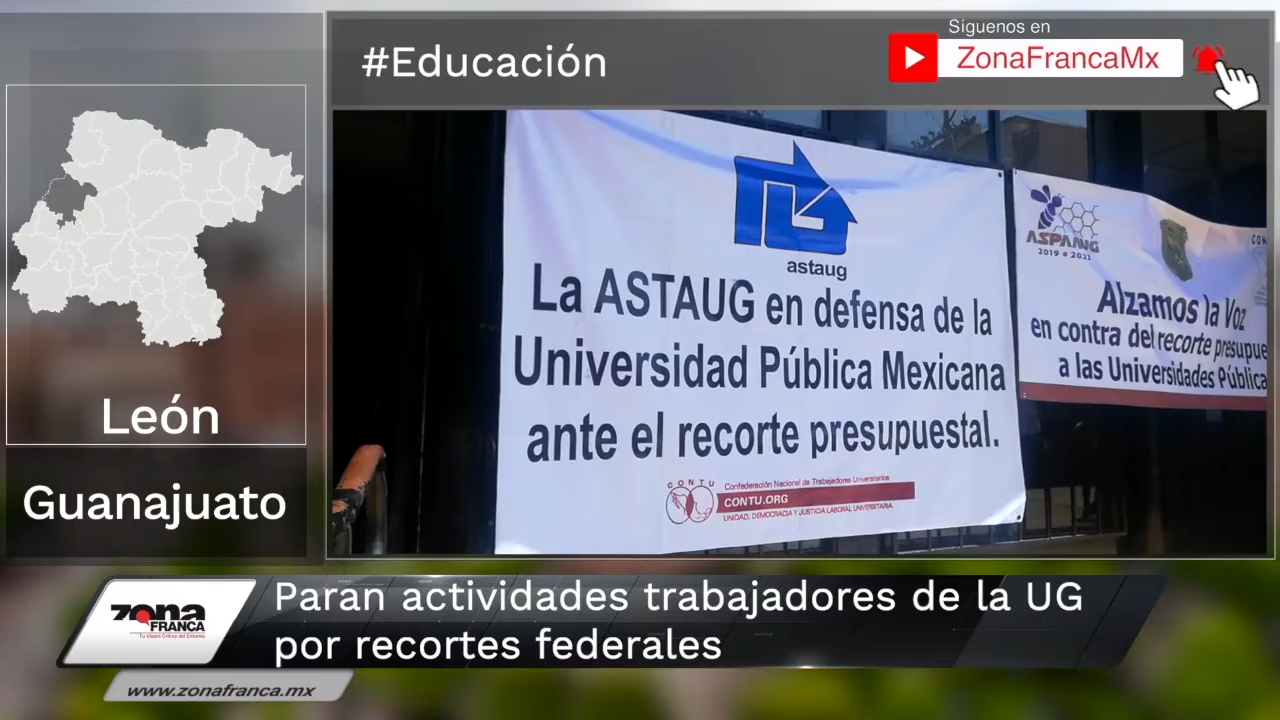 #Educación
Síguenos en
ZonaFrancaMx
León
Guanajuato
astaug
La ASTAUG en defensa de la
Universidad Pública Mexicana
ante el recorte presupuestal.
CONTU
Confederación Nacional de Trabajadores Universitarios
CONTU.ORG
UNIDAD, DEMOCRACIA Y JUSTICIA LABORAL UNIVERSITARIA
ASPAAUG
2019 2023
CON
Alzamos la Voz
en contra del recorte presupue
a las Universidades Pública
ZONA
FRANCA
Tu Visión Crítica del Entorno
Paran actividades trabajadores de la UG
por recortes federales
www.zonafranca.mx